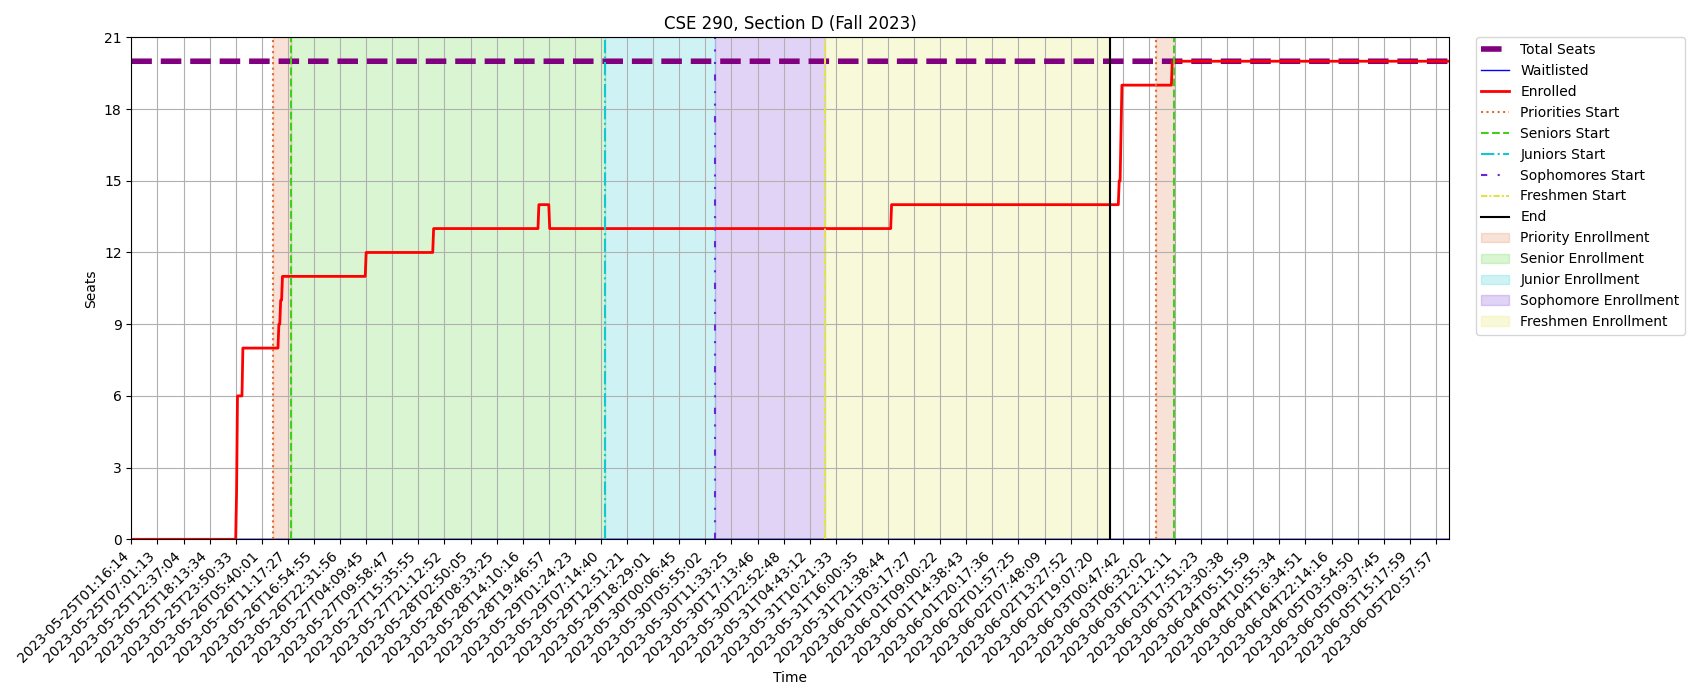 CSE 290, Section D (Fall 2023)
21
18
15
12
9
6
3
0
Seats
2023-05-25T01:16:14
2023-05-25T07:01:13
2023-05-25T12:37:04
2023-05-25T18:13:34
2023-05-25T23:50:33
2023-05-26T05:40:01
2023-05-26T11:17:27
2023-05-26T16:54:55
2023-05-26T22:31:56
2023-05-27T04:09:45
2023-05-27T09:58:47
2023-05-27T15:35:55
2023-05-27T21:12:52
2023-05-28T02:50:05
2023-05-28T08:33:25
2023-05-28T14:10:16
2023-05-28T19:46:57
2023-05-29T01:24:23
2023-05-29T07:14:40
2023-05-29T12:51:21
2023-05-29T18:29:01
2023-05-30T00:06:45
2023-05-30T05:55:02
2023-05-30T11:33:25
2023-05-30T17:13:46
2023-05-30T22:52:48
2023-05-31T04:43:12
2023-05-31T10:21:33
2023-05-31T16:00:35
2023-05-31T21:38:44
2023-06-01T03:17:27
2023-06-01T09:00:22
2023-06-01T14:38:43
2023-06-01T20:17:36
2023-06-02T01:57:25
2023-06-02T07:48:09
2023-06-02T13:27:52
2023-06-02T19:07:20
2023-06-03T00:47:42
2023-06-03T06:32:02
2023-06-03T12:12:11
2023-06-03T17:51:23
2023-06-03T23:30:38
2023-06-04T05:15:59
2023-06-04T10:55:34
2023-06-04T16:34:51
2023-06-04T22:14:16
2023-06-05T03:54:50
2023-06-05T09:37:45
2023-06-05T15:17:59
2023-06-05T20:57:57
Time
Total Seats
Waitlisted
Enrolled
Priorities Start
Seniors Start
Juniors Start
Sophomores Start
Freshmen Start
End
Priority Enrollment
Senior Enrollment
Junior Enrollment
Sophomore Enrollment
Freshmen Enrollment